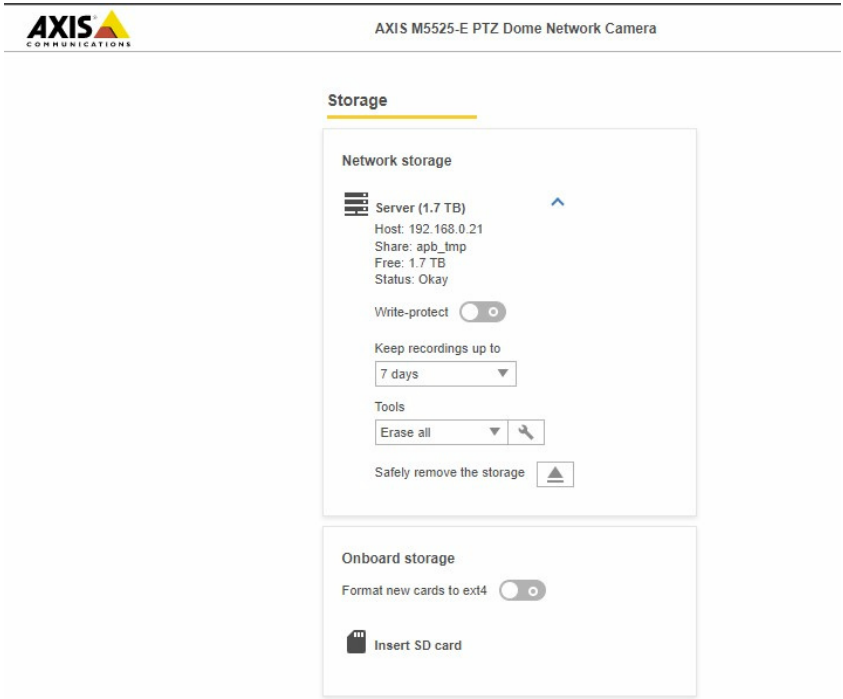 AXIS
COMMUNICATIONS
AXIS M5525-E PTZ Dome Network Camera
Storage
Network storage
Server (1.7 TB)
Host: 192.168.0.21
Share: apb_tmp
Free: 1.7 TB
Status: Okay
Write-protect
Keep recordings up to
7 days
Tools
Erase all
Safely remove the storage
Onboard storage
Format new cards to ext4
Insert SD card